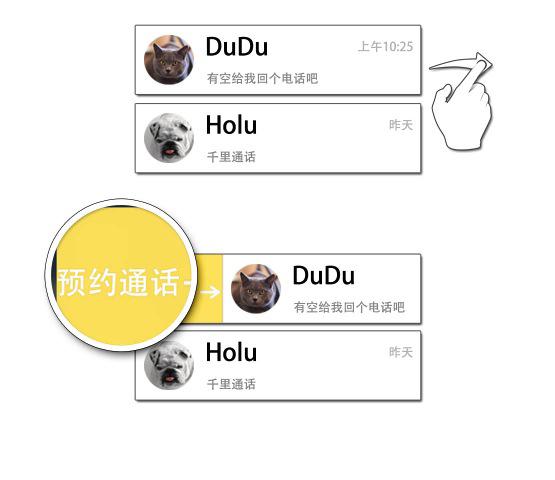 DuDu
上午10:25
有空给我回个电话吧
Holu
昨天
千里通话
预约通话
DuDu
有空给我回个电话吧
Holu
昨天
千里通话